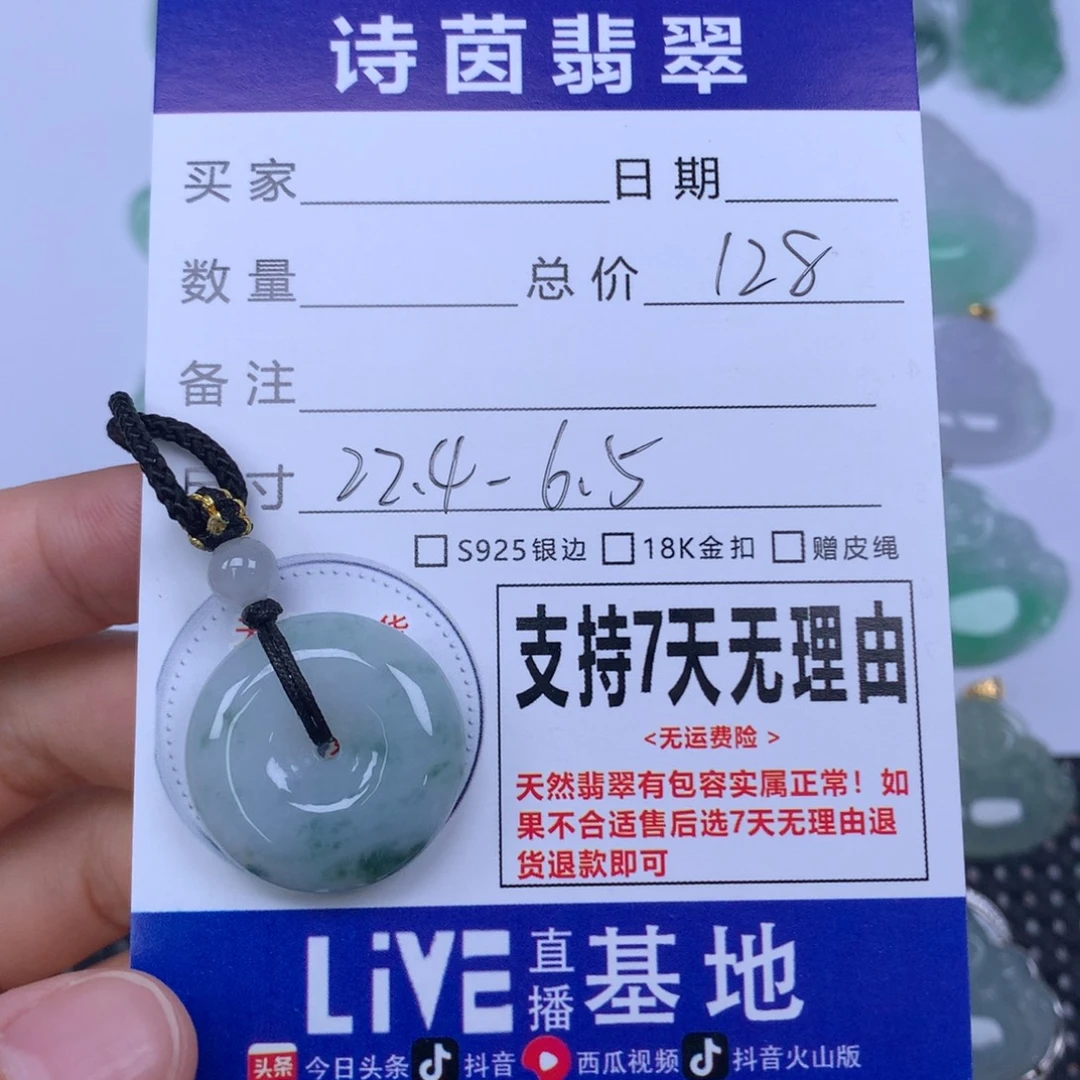 诗茵翡翠
买家 日期
数量 总价 128
备注
尺寸 22.4-6.5
S925银边 18K金扣 赠皮绳
货
支持7天无理由
<无运费险>
天然翡翠有包容实属正常！如
果不合适售后选7天无理由退
货退款即可
LiVE 直播 基地
头条 今日头条 抖音 西瓜视频 抖音火山版